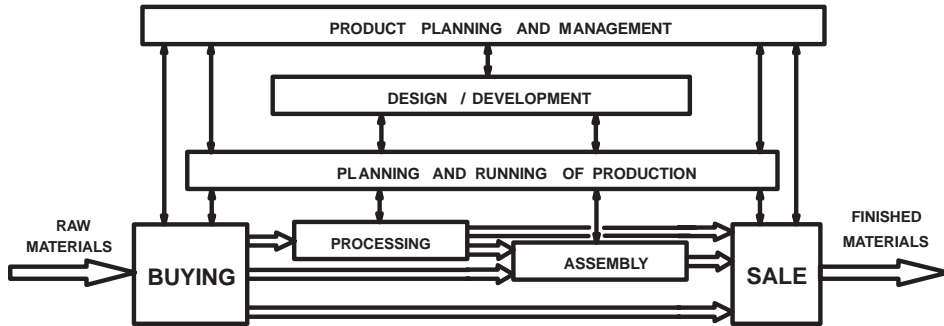 PRODUCT PLANNING AND MANAGEMENT
DESIGN / DEVELOPMENT
PLANNING AND RUNNING OF PRODUCTION
RAW
MATERIALS
BUYING
PROCESSING
ASSEMBLY
SALE
FINISHED
MATERIALS